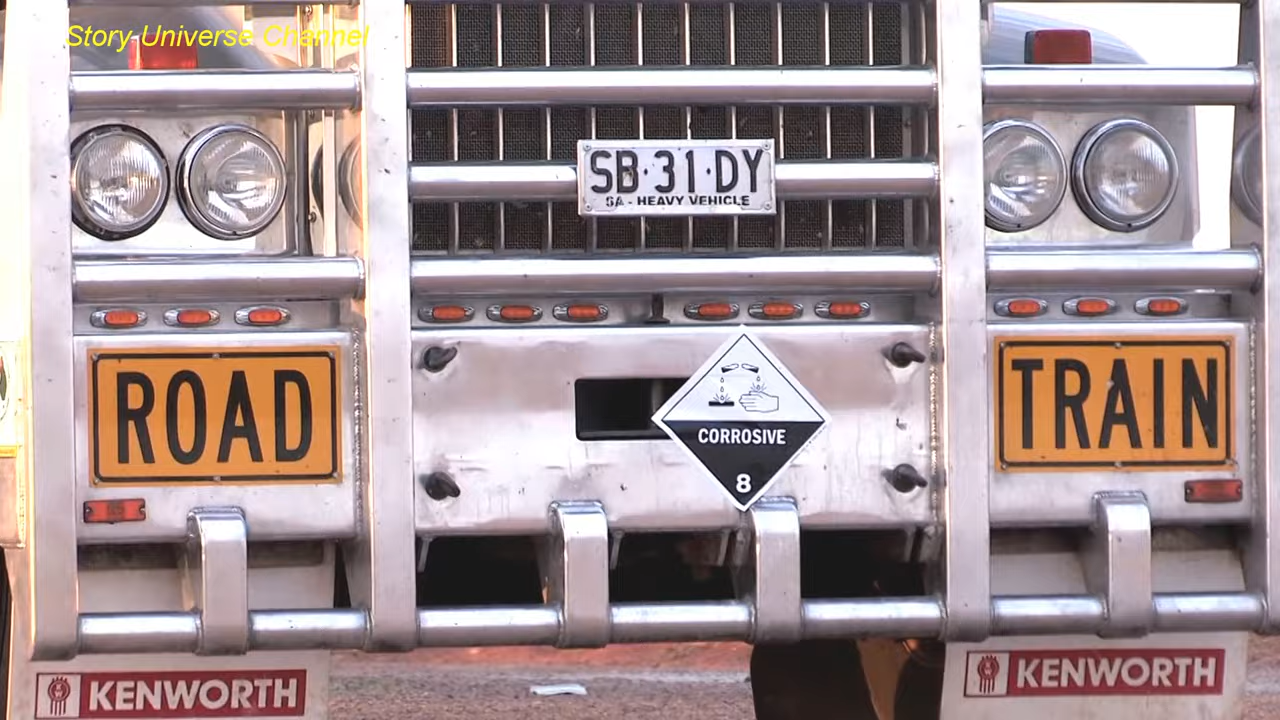 Story Universe Channel
SB·31·DY
SA - HEAVY VEHICLE
ROAD
TRAIN
CORROSIVE
8
KENWORTH
KENWORTH